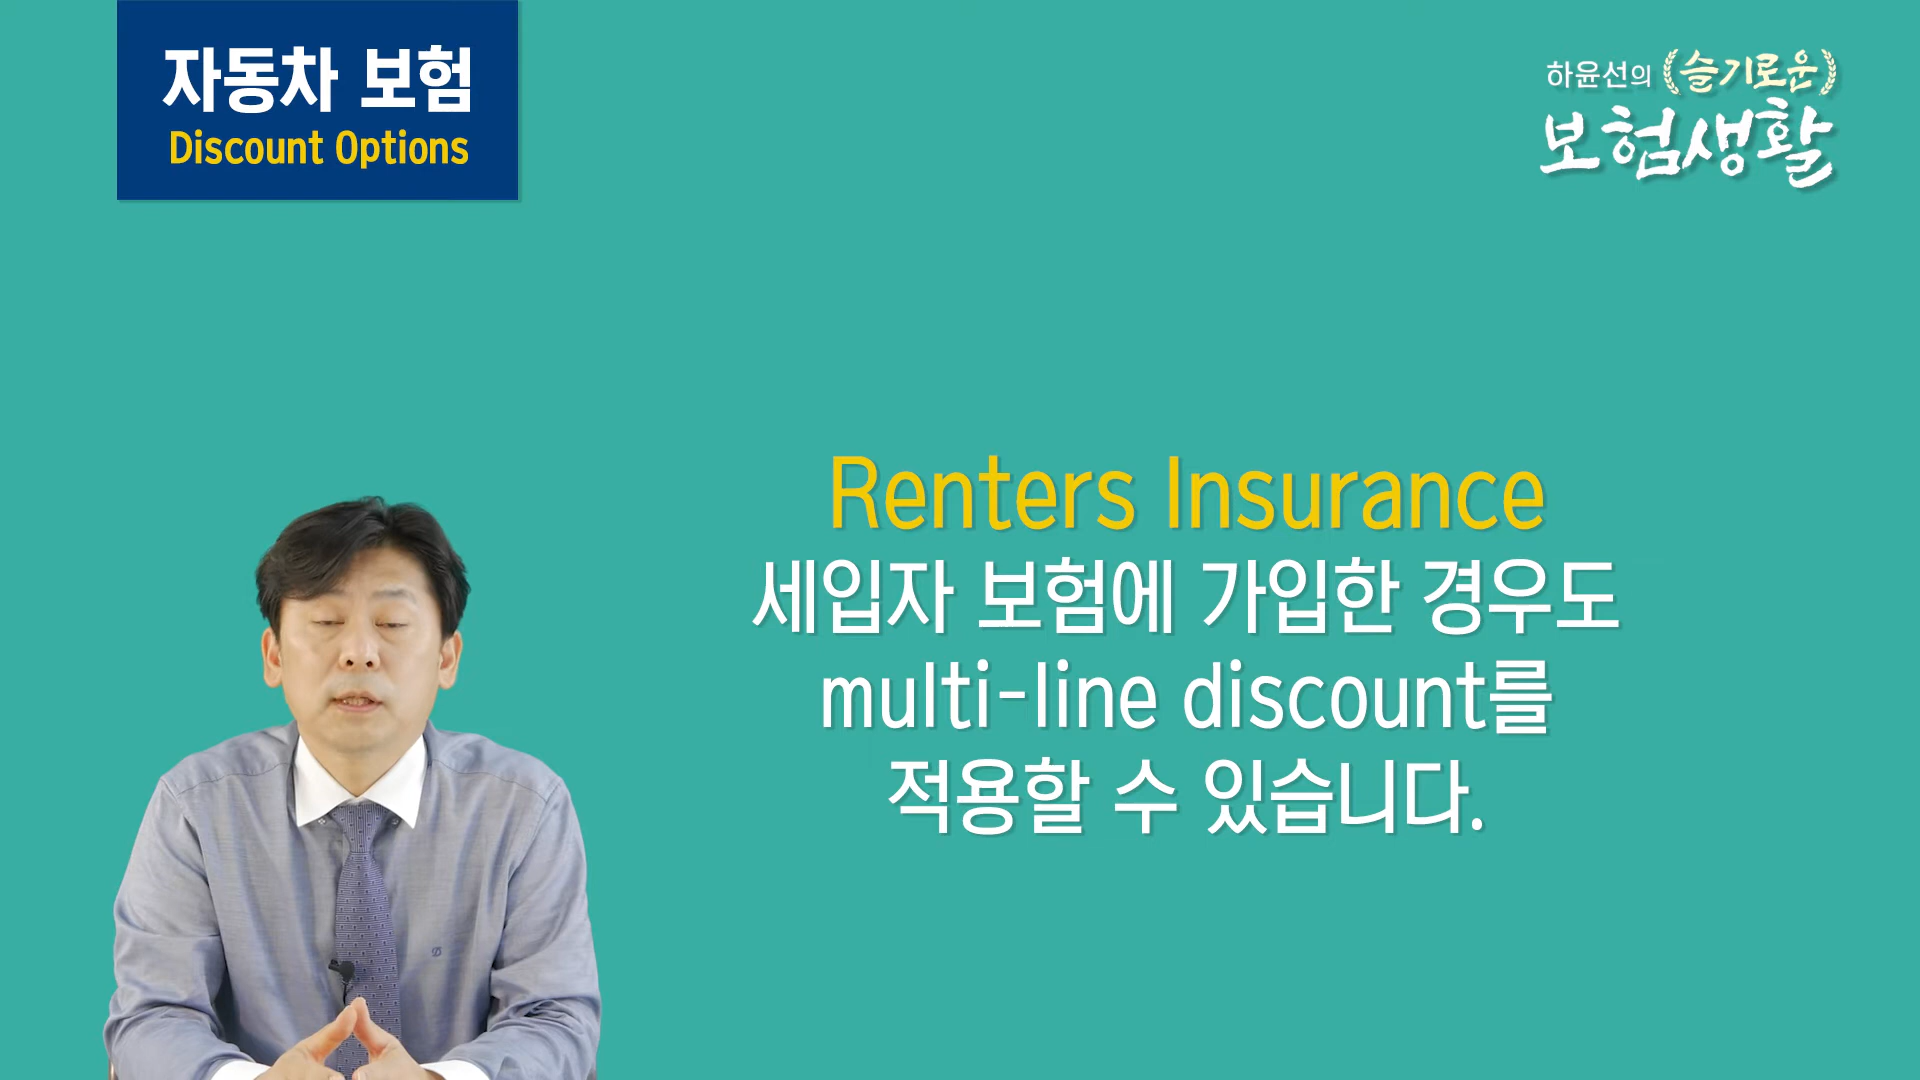 자동차 보험
Discount Options
하윤선의 (슬기로운)
보험생활
Renters Insurance
세입자 보험에 가입한 경우도
multi-line discount를
적용할 수 있습니다.